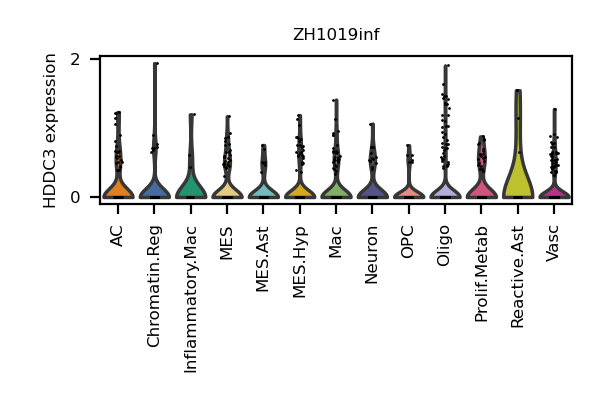 ZH1019inf
HDDC3 expression
2
0
AC
Chromatin.Reg
Inflammatory.Mac
MES
MES.Ast
MES.Hyp
Mac
Neuron
OPC
Oligo
Prolif.Metab
Reactive.Ast
Vasc